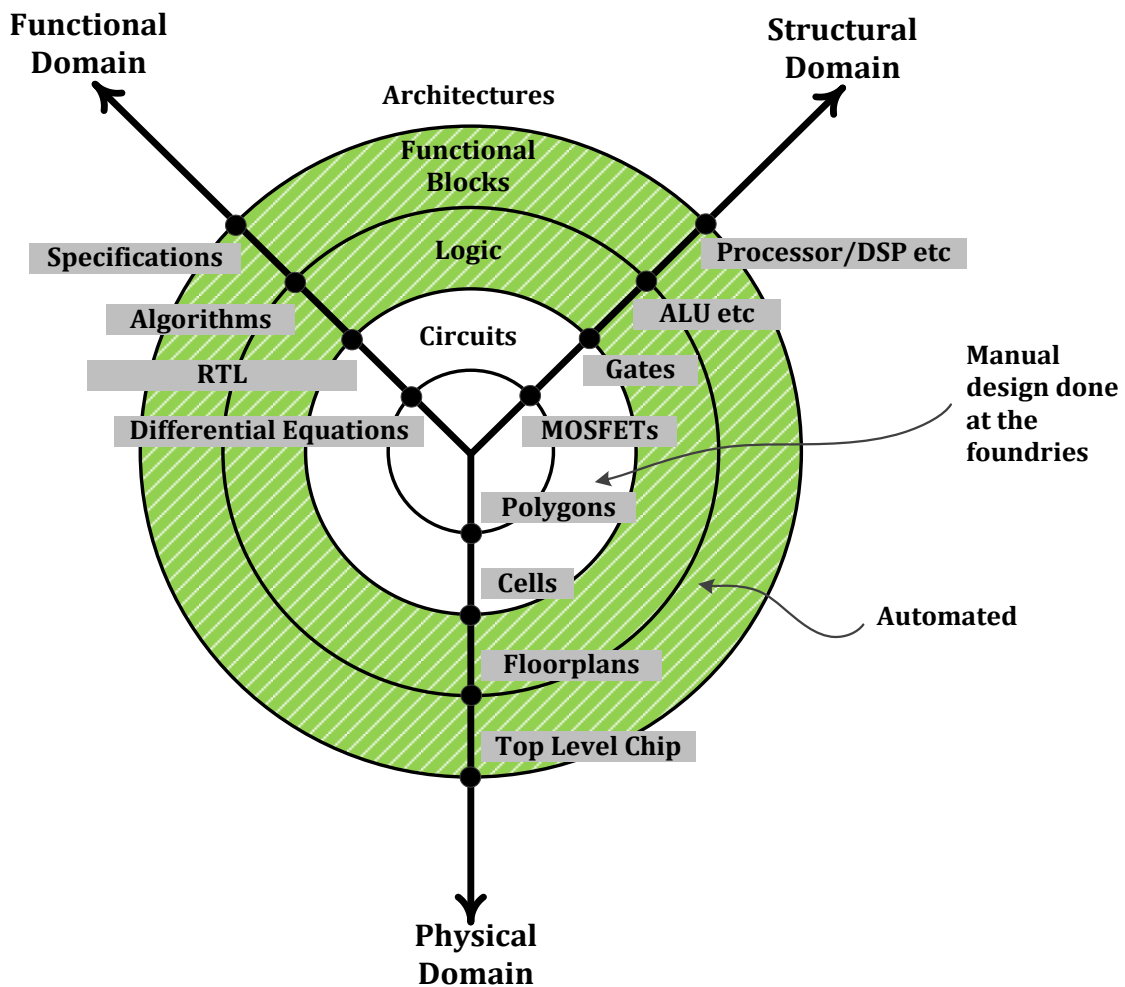 Functional
Domain
Structural
Domain
Architectures
Functional
Blocks
Logic
Circuits
Specifications
Algorithms
RTL
Differential Equations
Processor/DSP etc
ALU etc
Gates
MOSFETs
Manual
design done
at the
foundries
Polygons
Cells
Automated
Floorplans
Top Level Chip
Physical
Domain